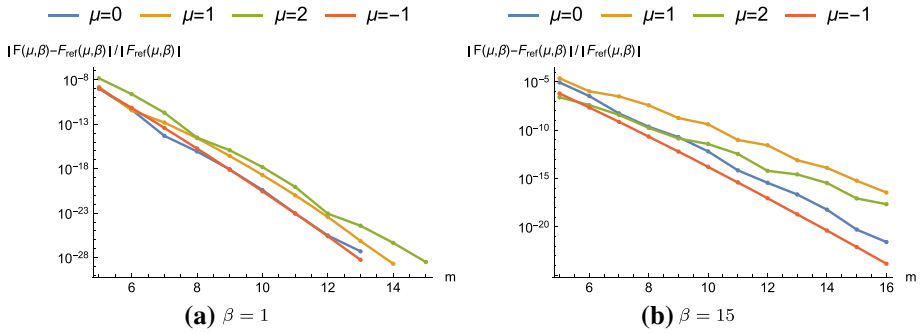 μ=0 μ=1 μ=2 μ=-1
|F(μ,β)-F_ref(μ,β)| / |F_ref(μ,β)|
10^-8
10^-13
10^-18
10^-23
10^-28
6 8 10 12 14 m
(a) β = 1
μ=0 μ=1 μ=2 μ=-1
|F(μ,β)-F_ref(μ,β)| / |F_ref(μ,β)|
10^-5
10^-10
10^-15
10^-20
6 8 10 12 14 16 m
(b) β = 15